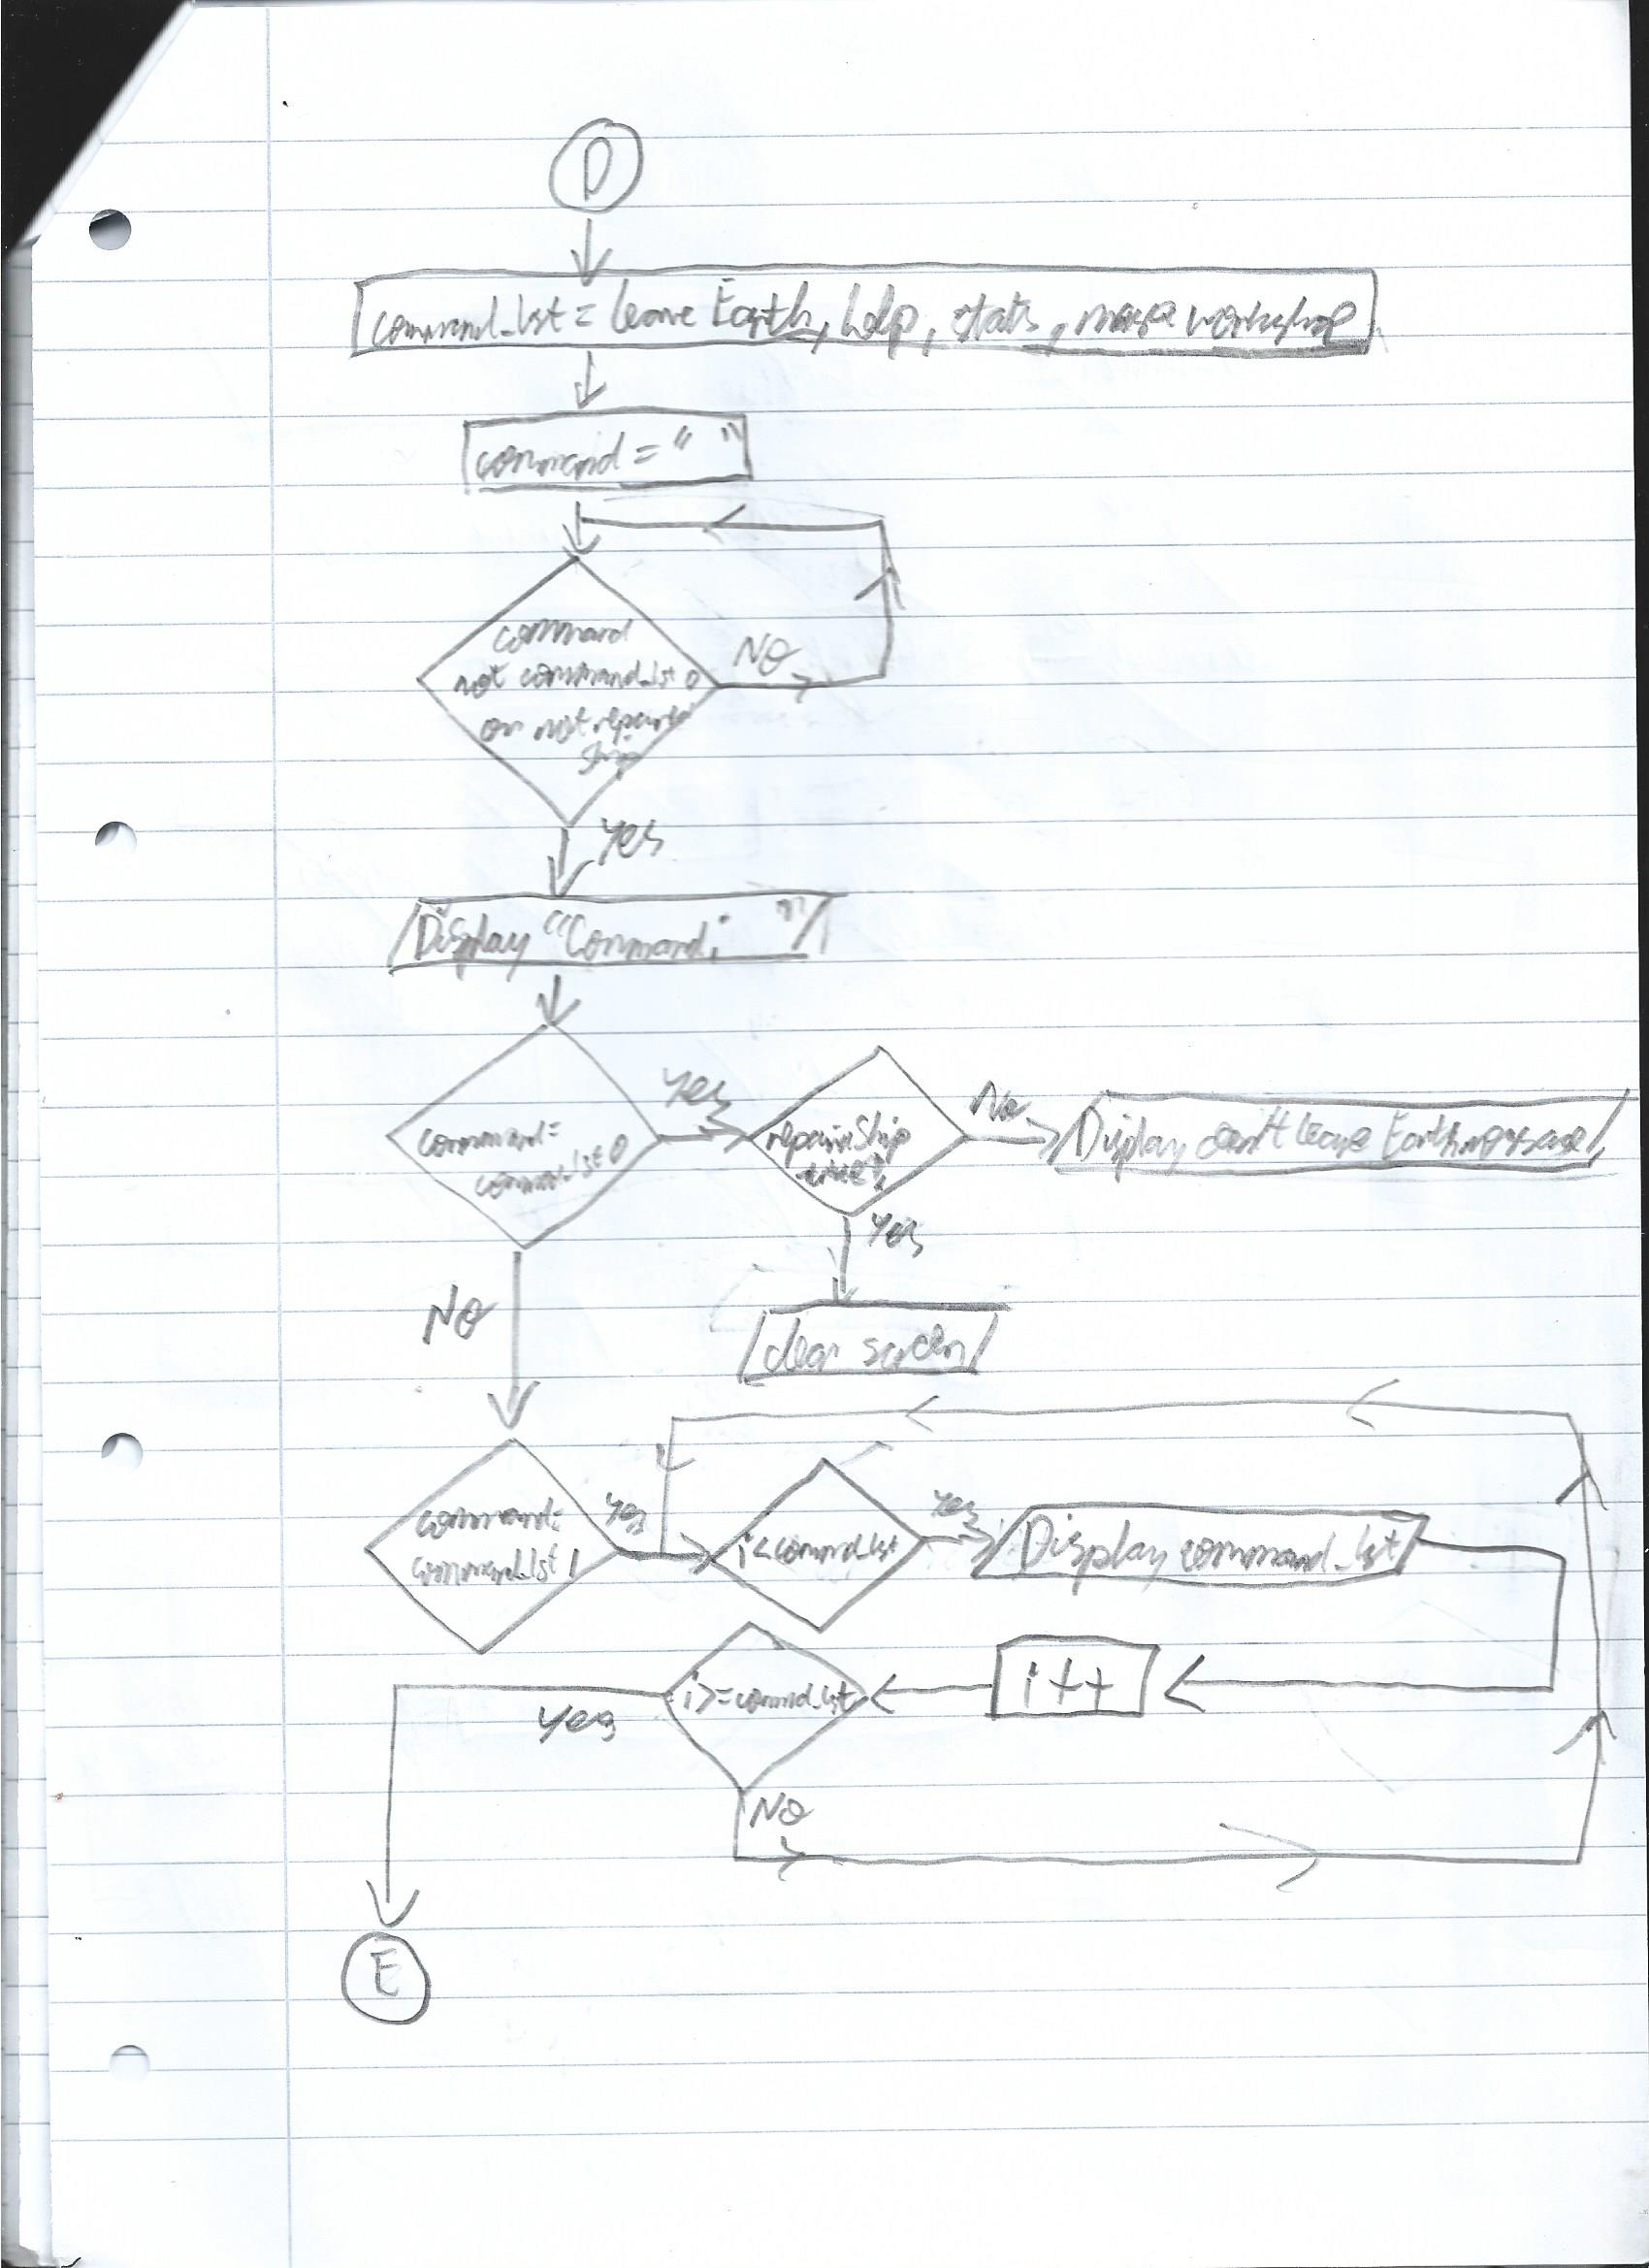 D
command_lst = leave Earth, help, stats, make workshop
command = " "
command
not command_lst 0
or not repaired
ship
NO
Yes
Display "Command: "
command =
command_lst 0
Yes
repairShip
No
Display can't leave Earth message
Yes
NO
clear screen
command =
command_lst 1
Yes
i < command_lst
Yes
Display command_lst
i >= command_lst
i++
Yes
NO
E